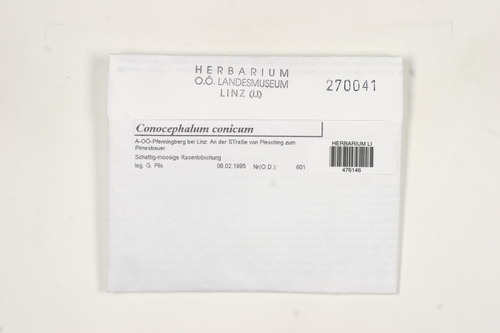 HERBARIUM
O.Ö. LANDESMUSEUM
LINZ (LI)
270041
Conocephalum conicum
A-OÖ-Pfenningberg bei Linz: An der STraße von Plesching zum
Pimesbauer
Schattig-moosige Rasenböschung
leg. G. Pils 06.02.1995 Nr(O.D.): 601
HERBARIUM LI
476146